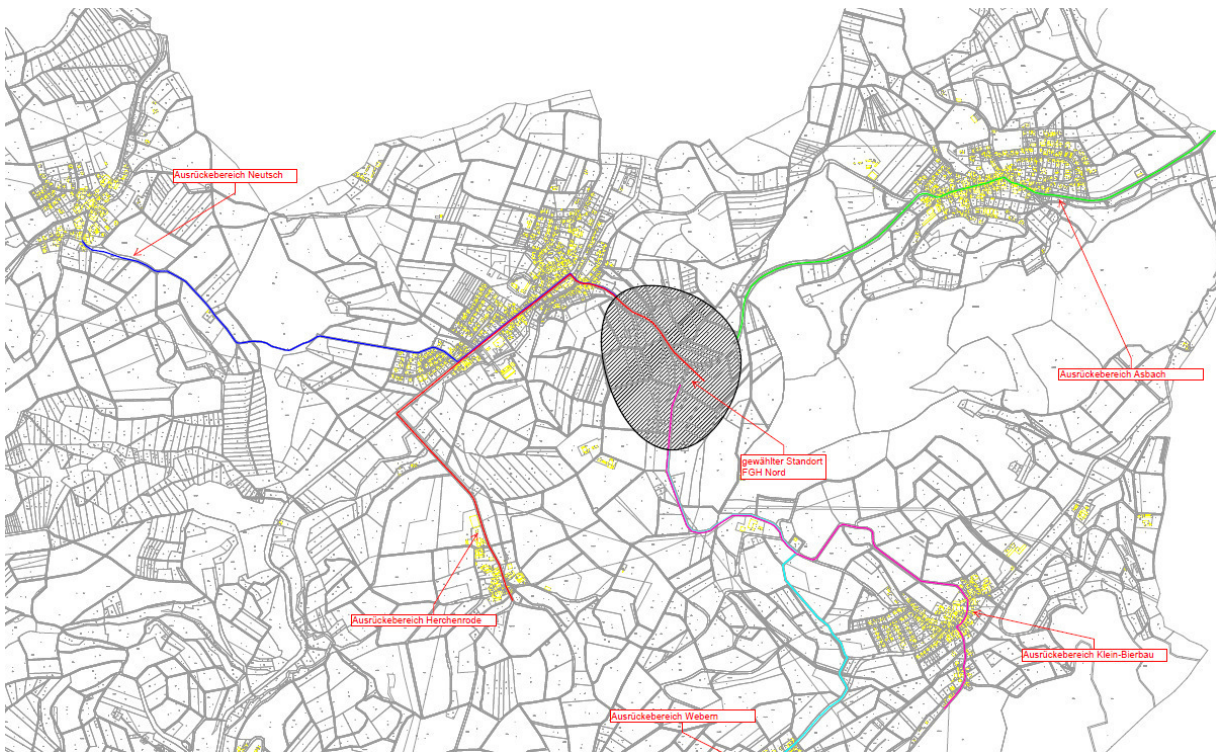 Ausrückebereich Neutsch
Ausrückebereich Asbach
gewählter Standort
FGH Nord
Ausrückebereich Herchenrode
Ausrückebereich Klein-Bierbau
Ausrückebereich Webern